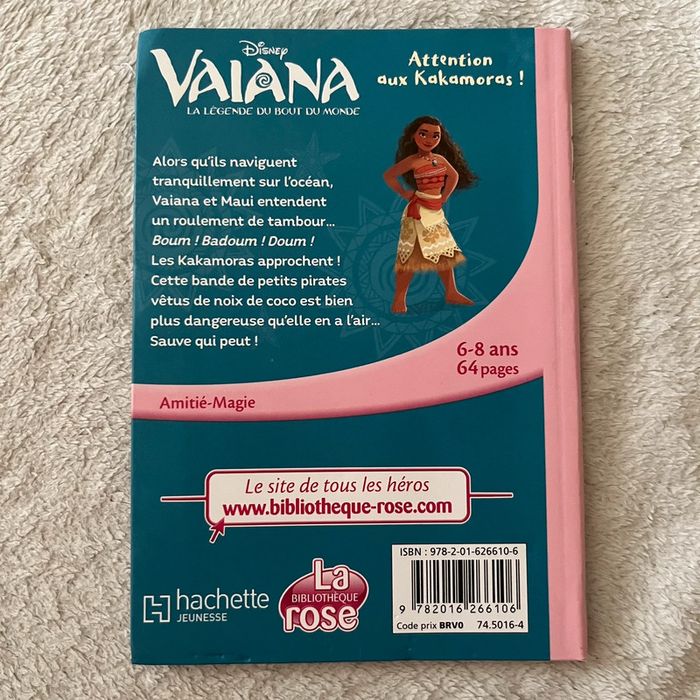 Disney
VAIANA
LA LÉGENDE DU BOUT DU MONDE
Attention
aux Kakamoras !
Alors qu'ils naviguent
tranquillement sur l'océan,
Vaiana et Maui entendent
un roulement de tambour...
Boum ! Badoum ! Doum !
Les Kakamoras approchent !
Cette bande de petits pirates
vêtus de noix de coco est bien
plus dangereuse qu'elle en a l'air...
Sauve qui peut !
6-8 ans
64 pages
Amitié-Magie
Le site de tous les héros
www.bibliotheque-rose.com
hachette
JEUNESSE
La
BIBLIOTHÈQUE
rose
ISBN : 978-2-01-626610-6
9 782016 266106
Code prix BRV0 74.5016-4